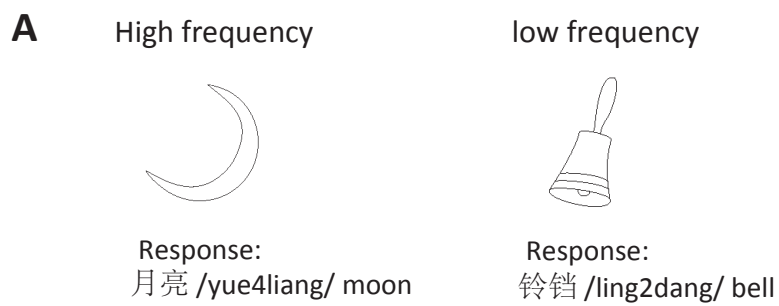 A
High frequency
low frequency
Response:
月亮 /yue4liang/ moon
Response:
铃铛 /ling2dang/ bell